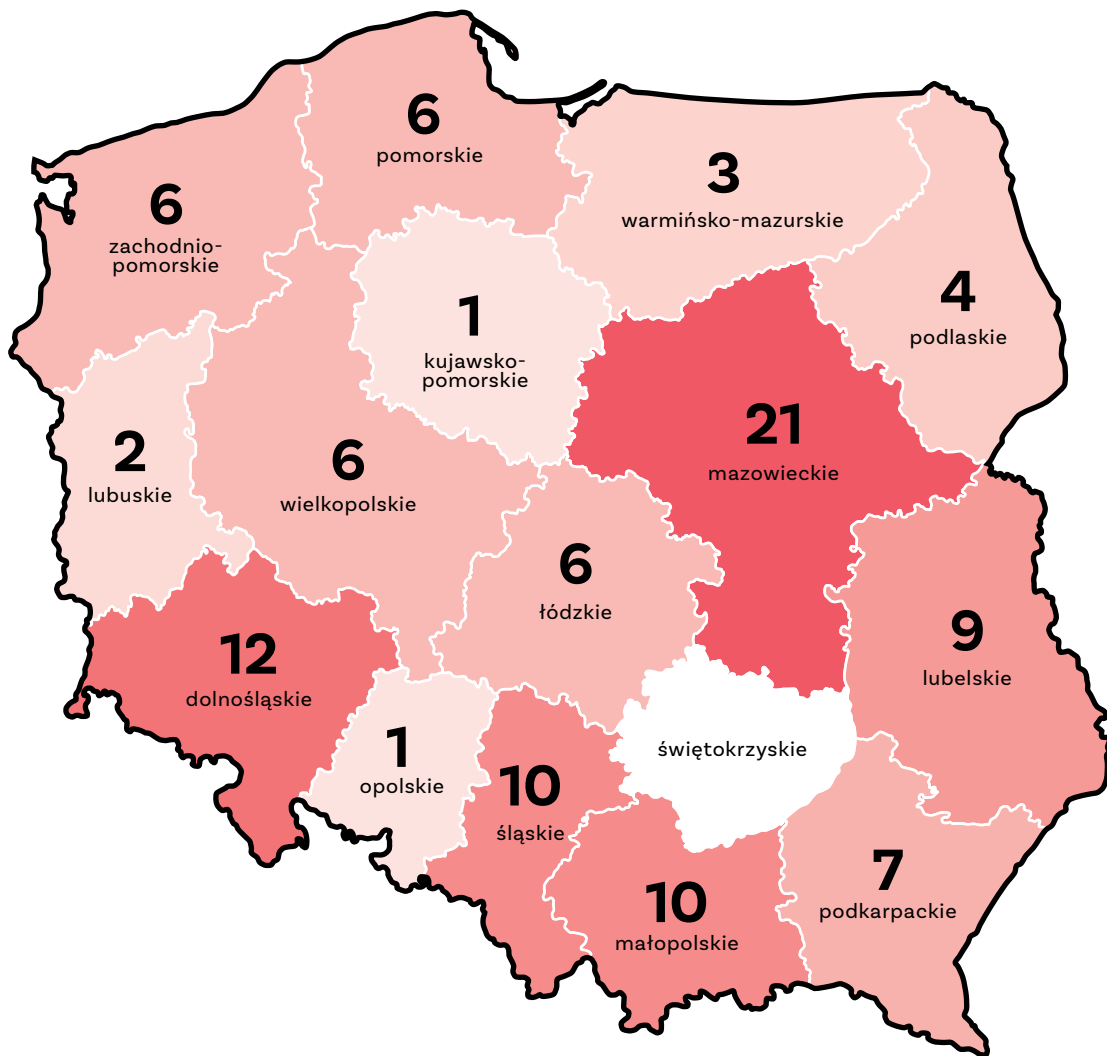 6
pomorskie
3
warmińsko-mazurskie
6
zachodnio-
pomorskie
4
podlaskie
1
kujawsko-
pomorskie
21
mazowieckie
2
lubuskie
6
wielkopolskie
6
łódzkie
9
lubelskie
12
dolnośląskie
1
opolskie
świętokrzyskie
10
śląskie
7
podkarpackie
10
małopolskie